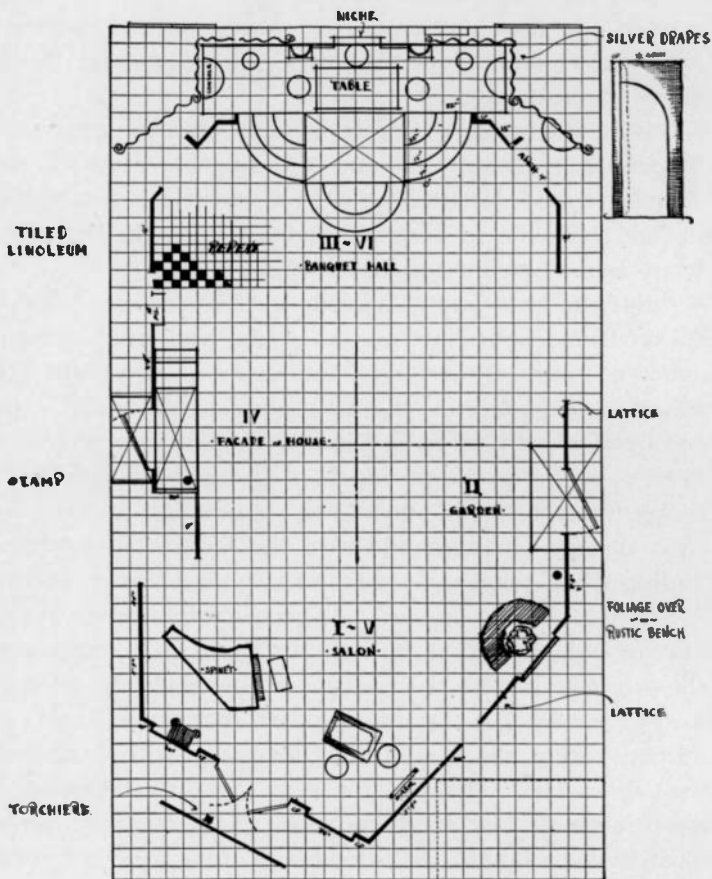 NICHE
SILVER DRAPES
TABLE
TILED
LINOLEUM
III~VI
·BANQUET HALL·
IV
·FACADE OF HOUSE·
LATTICE
II
GARDEN·
I~V
·SALON·
SPINET
FOLIAGE OVER
RUSTIC BENCH
LATTICE
TORCHIERE